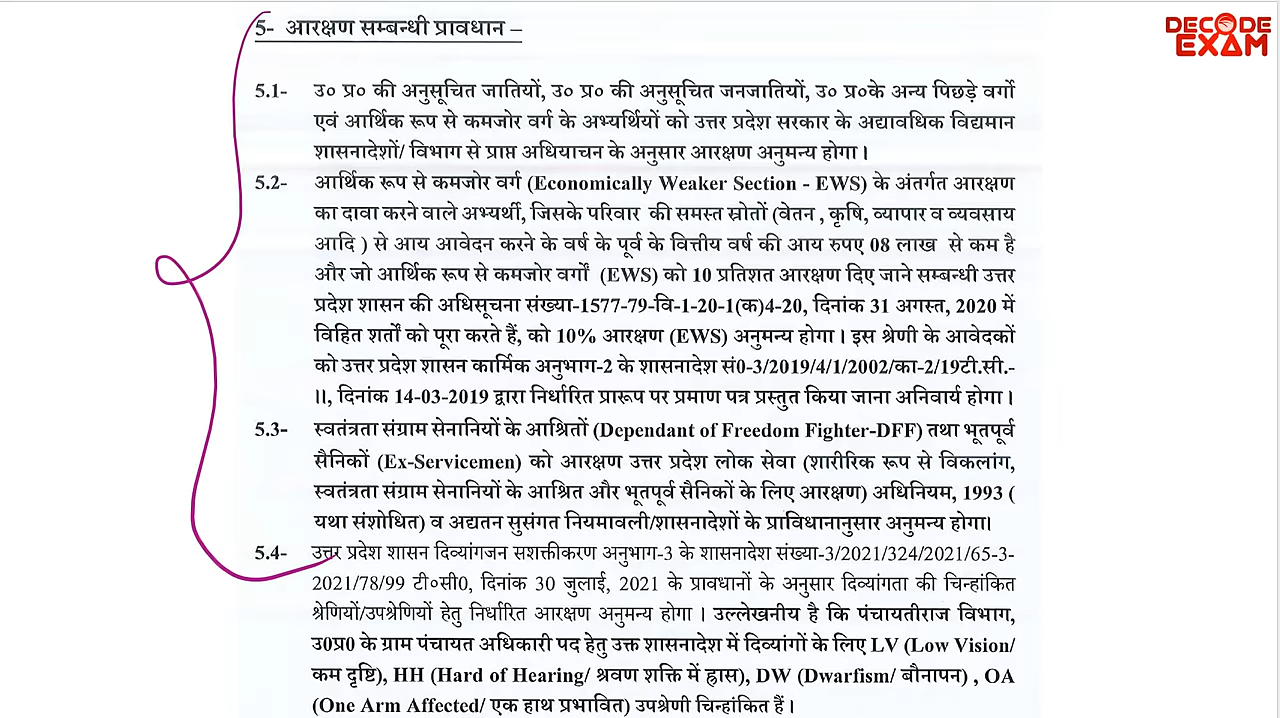 5- आरक्षण सम्बन्धी प्रावधान –
DECODE
EXAM
5.1- उ० प्र० की अनुसूचित जातियों, उ० प्र० की अनुसूचित जनजातियों, उ० प्र०के अन्य पिछड़े वर्गो
एवं आर्थिक रूप से कमजोर वर्ग के अभ्यर्थियों को उत्तर प्रदेश सरकार के अद्यावधिक विद्यमान
शासनादेशों/ विभाग से प्राप्त अधियाचन के अनुसार आरक्षण अनुमन्य होगा।
5.2- आर्थिक रूप से कमजोर वर्ग (Economically Weaker Section - EWS) के अंतर्गत आरक्षण
का दावा करने वाले अभ्यर्थी, जिसके परिवार की समस्त स्रोतों (वेतन , कृषि, व्यापार व व्यवसाय
आदि ) से आय आवेदन करने के वर्ष के पूर्व के वित्तीय वर्ष की आय रुपए 08 लाख से कम है
और जो आर्थिक रूप से कमजोर वर्गों (EWS) को 10 प्रतिशत आरक्षण दिए जाने सम्बन्धी उत्तर
प्रदेश शासन की अधिसूचना संख्या-1577-79-वि-1-20-1(क)4-20, दिनांक 31 अगस्त, 2020 में
विहित शर्तों को पूरा करते हैं, को 10% आरक्षण (EWS) अनुमन्य होगा। इस श्रेणी के आवेदकों
को उत्तर प्रदेश शासन कार्मिक अनुभाग-2 के शासनादेश सं0-3/2019/4/1/2002/का-2/19टी.सी.-
II, दिनांक 14-03-2019 द्वारा निर्धारित प्रारूप पर प्रमाण पत्र प्रस्तुत किया जाना अनिवार्य होगा।
5.3- स्वतंत्रता संग्राम सेनानियों के आश्रितों (Dependant of Freedom Fighter-DFF) तथा भूतपूर्व
सैनिकों (Ex-Servicemen) को आरक्षण उत्तर प्रदेश लोक सेवा (शारीरिक रूप से विकलांग,
स्वतंत्रता संग्राम सेनानियों के आश्रित और भूतपूर्व सैनिकों के लिए आरक्षण) अधिनियम, 1993 (
यथा संशोधित) व अद्यतन सुसंगत नियमावली/शासनादेशों के प्राविधानानुसार अनुमन्य होगा।
5.4- उत्तर प्रदेश शासन दिव्यांगजन सशक्तीकरण अनुभाग-3 के शासनादेश संख्या-3/2021/324/2021/65-3-
2021/78/99 टी०सी0, दिनांक 30 जुलाई, 2021 के प्रावधानों के अनुसार दिव्यांगता की चिन्हांकित
श्रेणियों/उपश्रेणियों हेतु निर्धारित आरक्षण अनुमन्य होगा । उल्लेखनीय है कि पंचायतीराज विभाग,
उ0प्र0 के ग्राम पंचायत अधिकारी पद हेतु उक्त शासनादेश में दिव्यांगों के लिए LV (Low Vision/
कम दृष्टि), HH (Hard of Hearing/ श्रवण शक्ति में ह्रास), DW (Dwarfism/ बौनापन) , OA
(One Arm Affected/ एक हाथ प्रभावित) उपश्रेणी चिन्हांकित हैं।